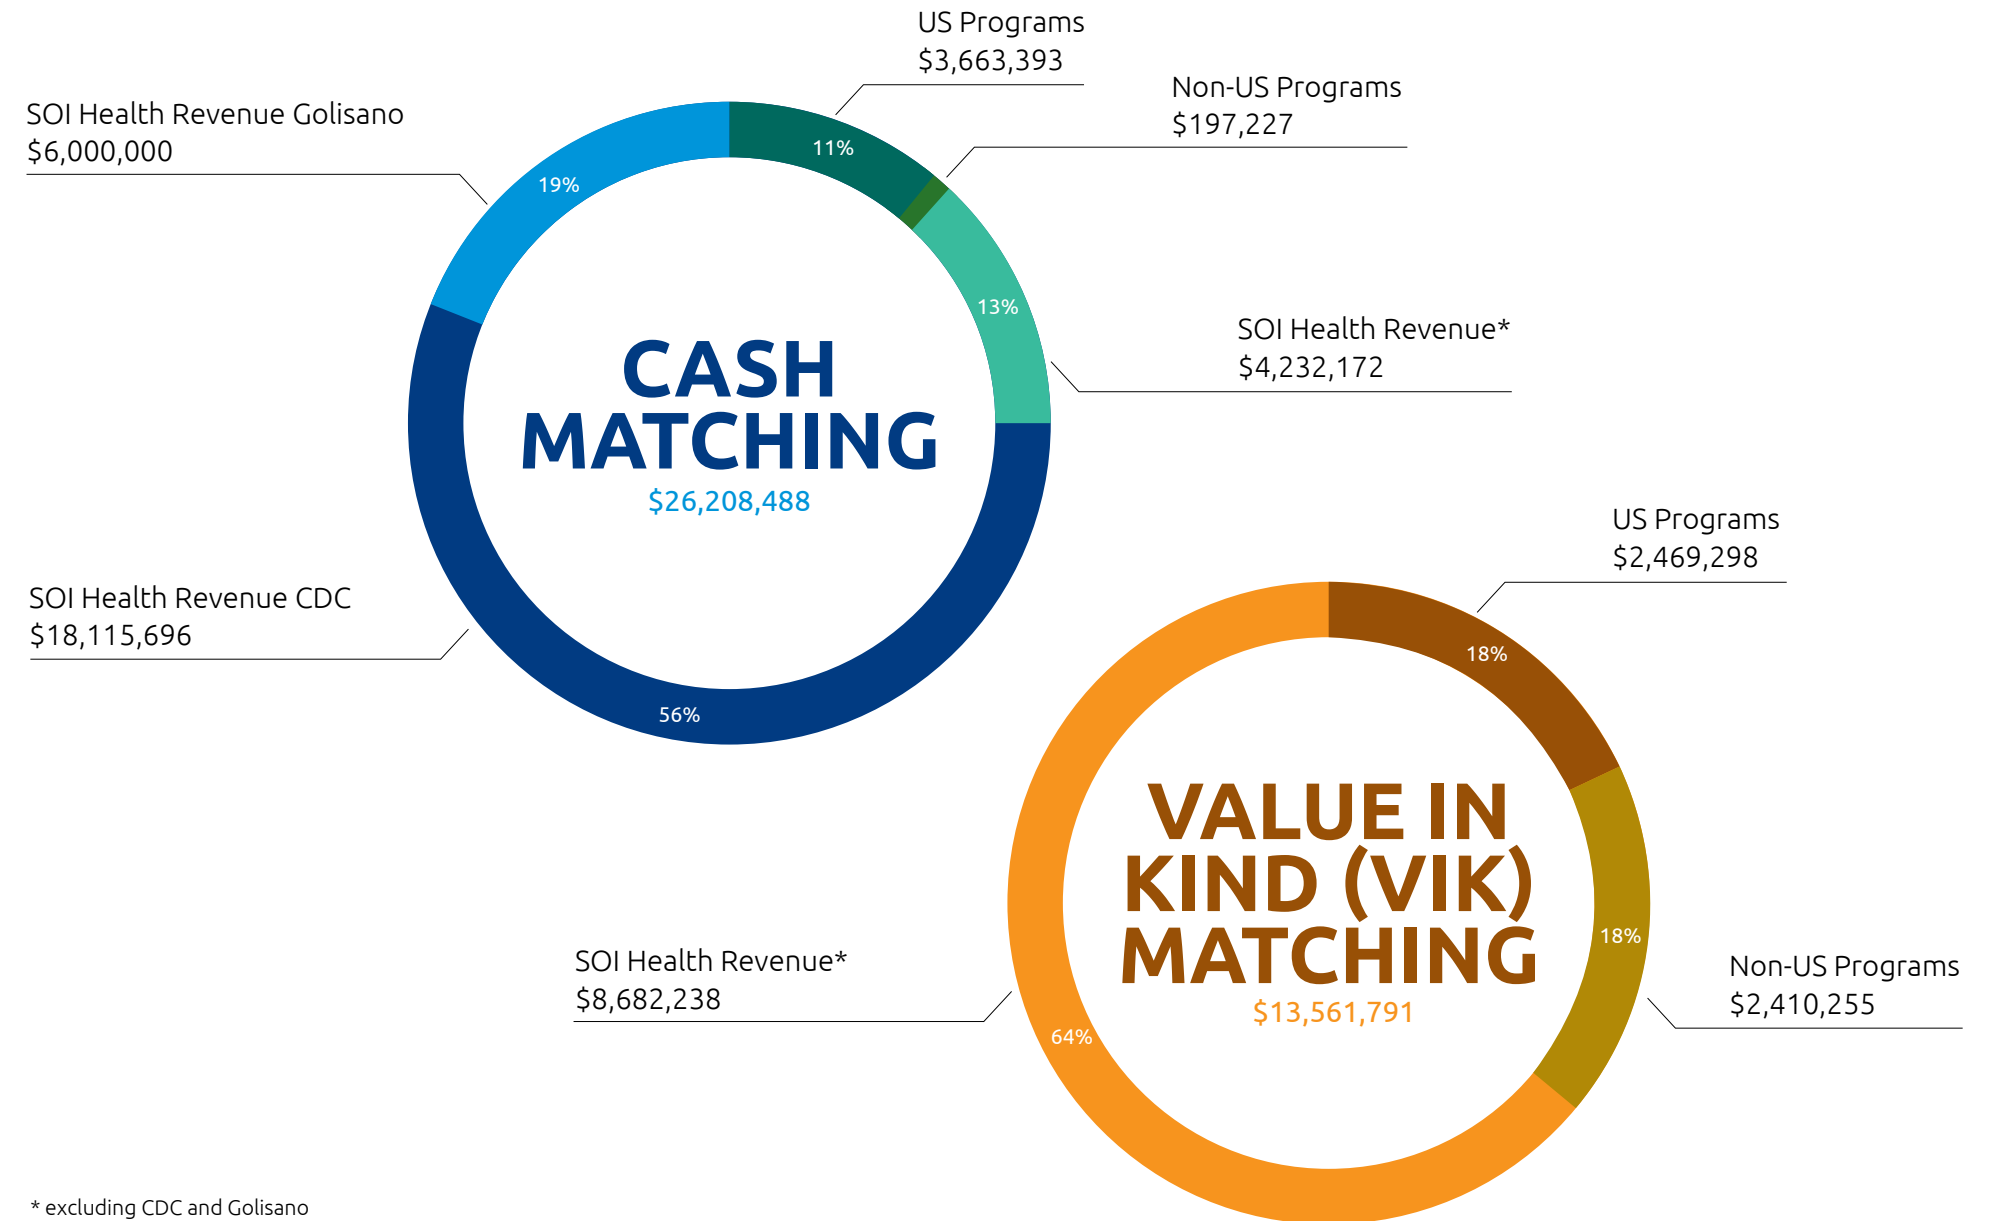 US Programs
$3,663,393
Non-US Programs
$197,227
SOI Health Revenue Golisano
$6,000,000
11%
19%
13%
SOI Health Revenue*
$4,232,172
CASH
MATCHING
$26,208,488
SOI Health Revenue CDC
$18,115,696
56%
US Programs
$2,469,298
18%
VALUE IN
KIND (VIK)
MATCHING
$13,561,791
18%
Non-US Programs
$2,410,255
SOI Health Revenue*
$8,682,238
64%
* excluding CDC and Golisano